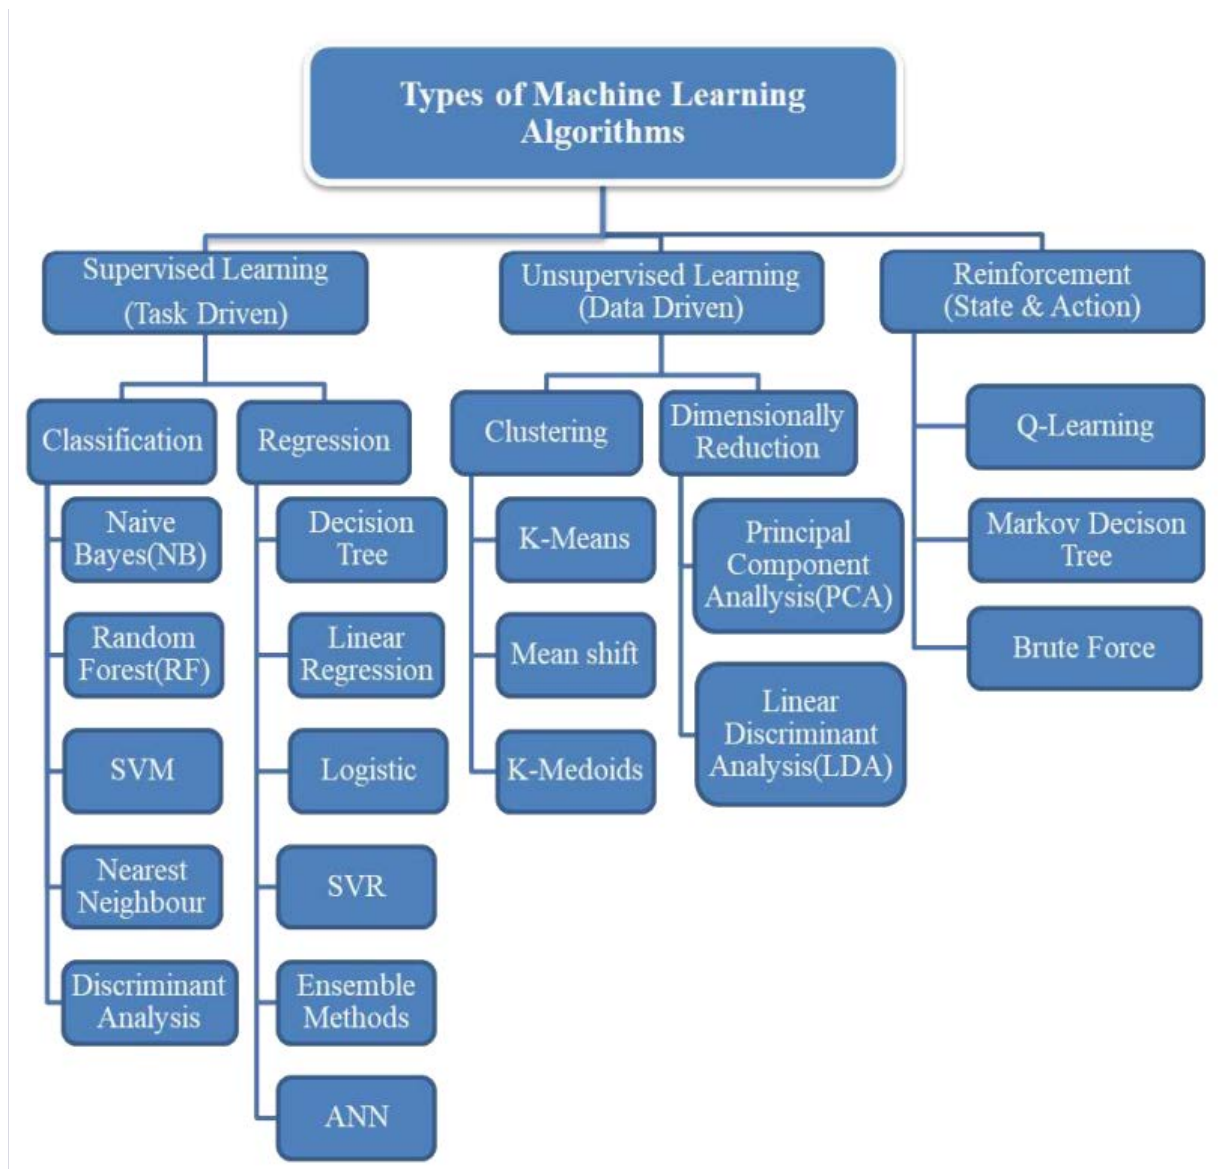 Types of Machine Learning
Algorithms
Supervised Learning
(Task Driven)
Unsupervised Learning
(Data Driven)
Reinforcement
(State & Action)
Classification
Regression
Clustering
Dimensionally
Reduction
Naive
Bayes(NB)
Random
Forest(RF)
SVM
Nearest
Neighbour
Discriminant
Analysis
Decision
Tree
Linear
Regression
Logistic
SVR
Ensemble
Methods
ANN
K-Means
Mean shift
K-Medoids
Principal
Component
Anallysis(PCA)
Linear
Discriminant
Analysis(LDA)
Q-Learning
Markov Decison
Tree
Brute Force